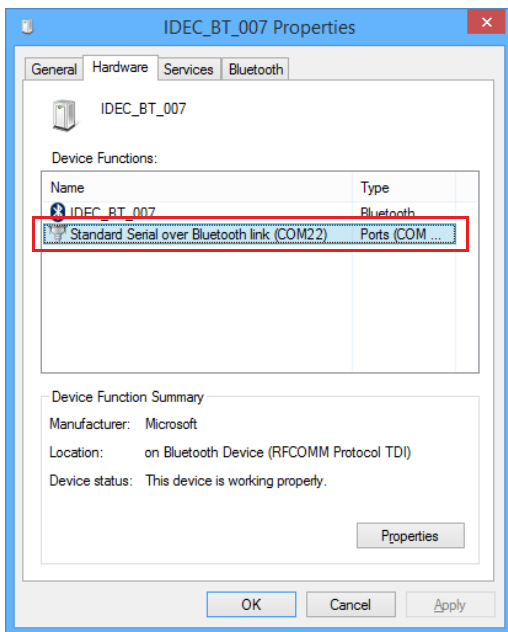 IDEC_BT_007 Properties
General Hardware Services Bluetooth
IDEC_BT_007
Device Functions:
Name Type
IDEC_BT_007 Bluetooth
Standard Serial over Bluetooth link (COM22) Ports (COM ...
Device Function Summary
Manufacturer: Microsoft
Location: on Bluetooth Device (RFCOMM Protocol TDI)
Device status: This device is working properly.
Properties
OK Cancel Apply